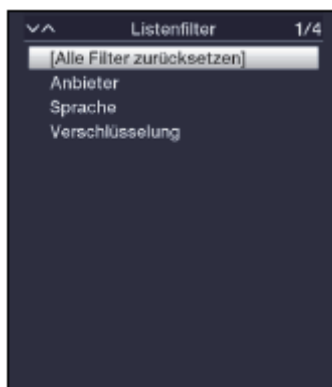 Listenfilter 1/4
[Alle Filter zurücksetzen]
Anbieter
Sprache
Verschlüsselung